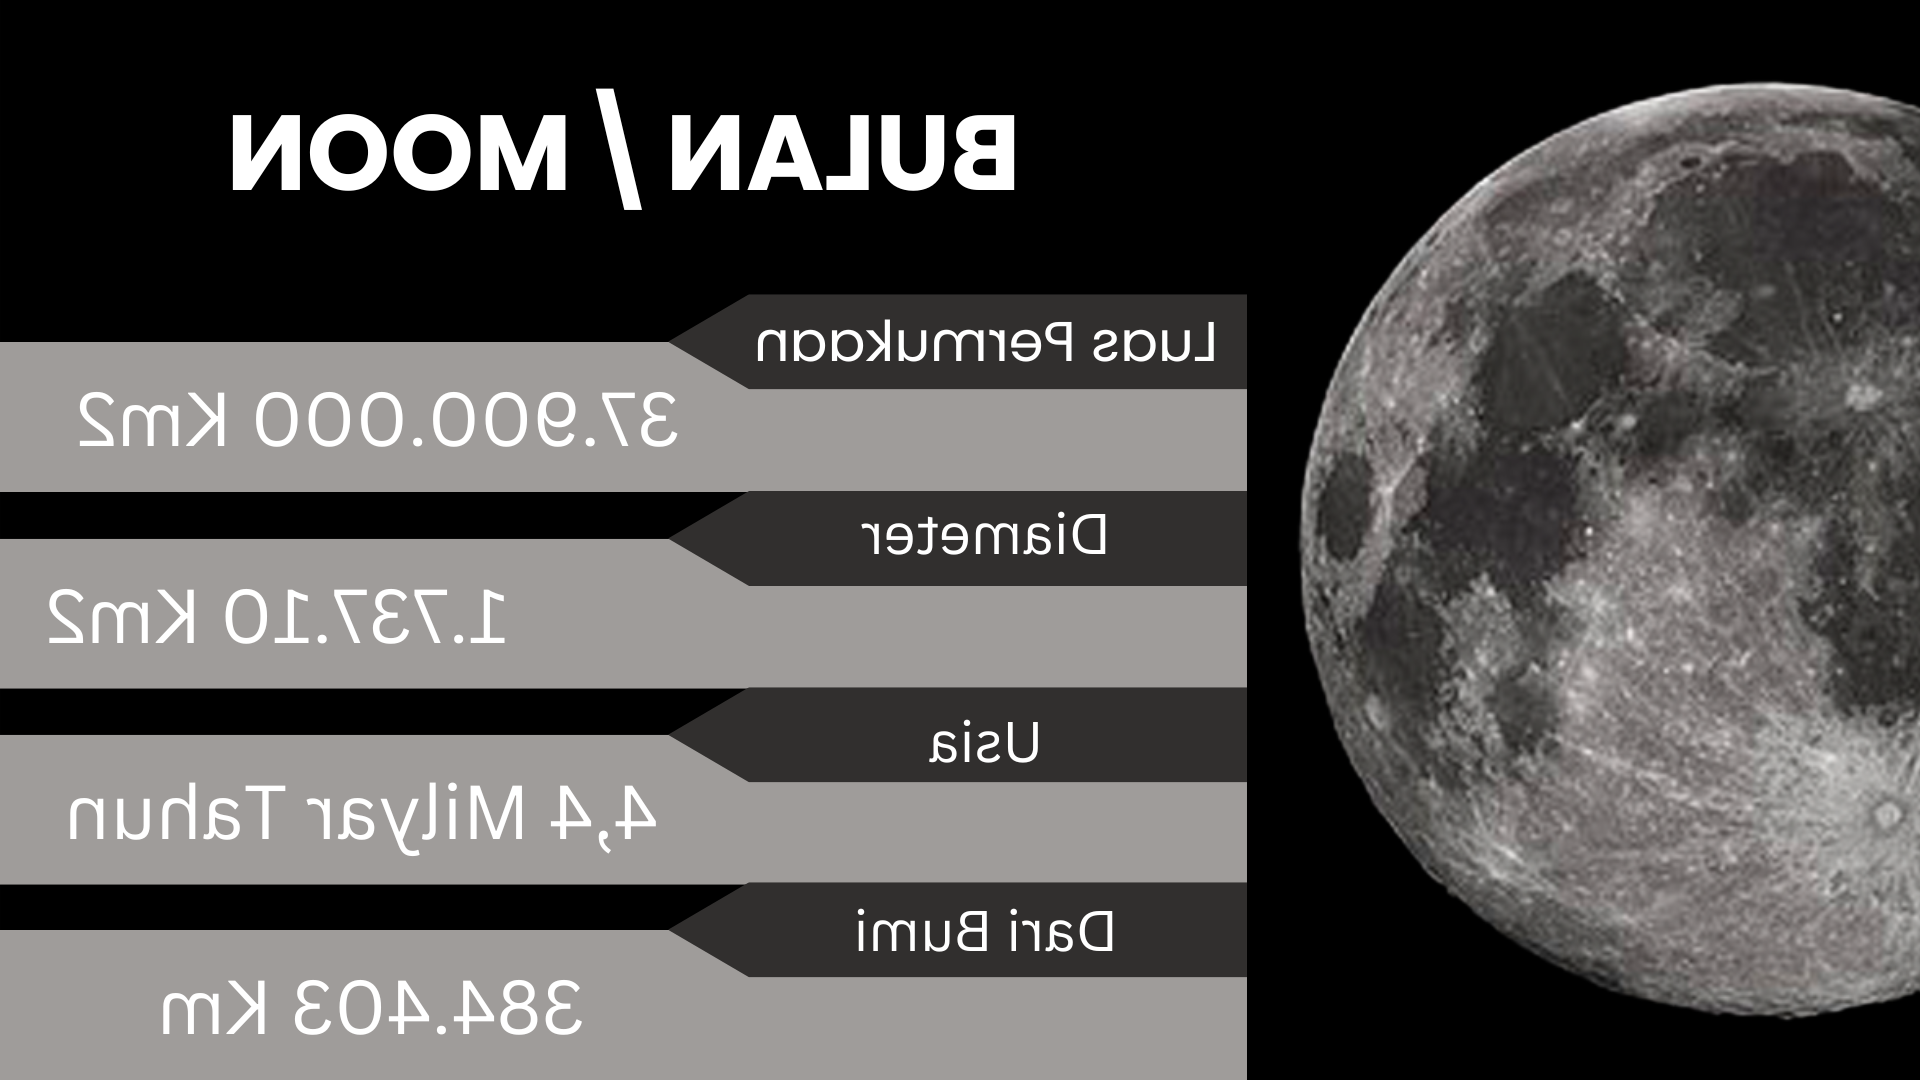 BULAN / MOON
Luas Permukaan
37.900.000 Km2
Diameter
1.737.10 Km2
Usia
4,4 Milyar Tahun
Dari Bumi
384.403 Km